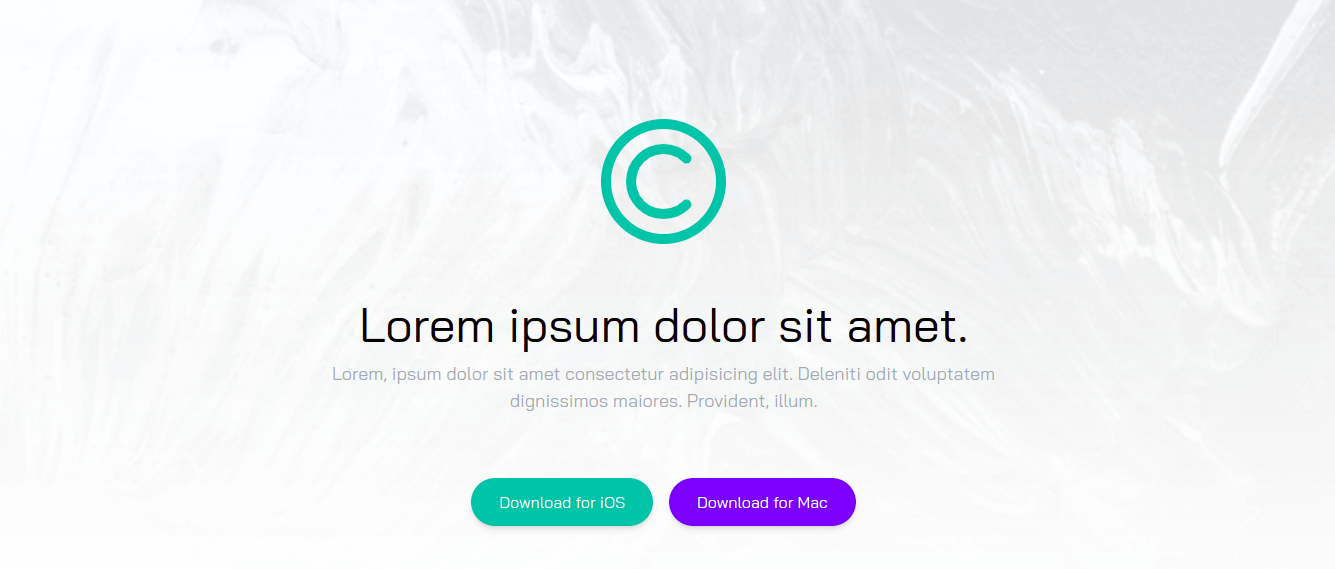 ©
Lorem ipsum dolor sit amet.
Lorem, ipsum dolor sit amet consectetur adipisicing elit. Deleniti odit voluptatem
dignissimos maiores. Provident, illum.
Download for iOS Download for Mac